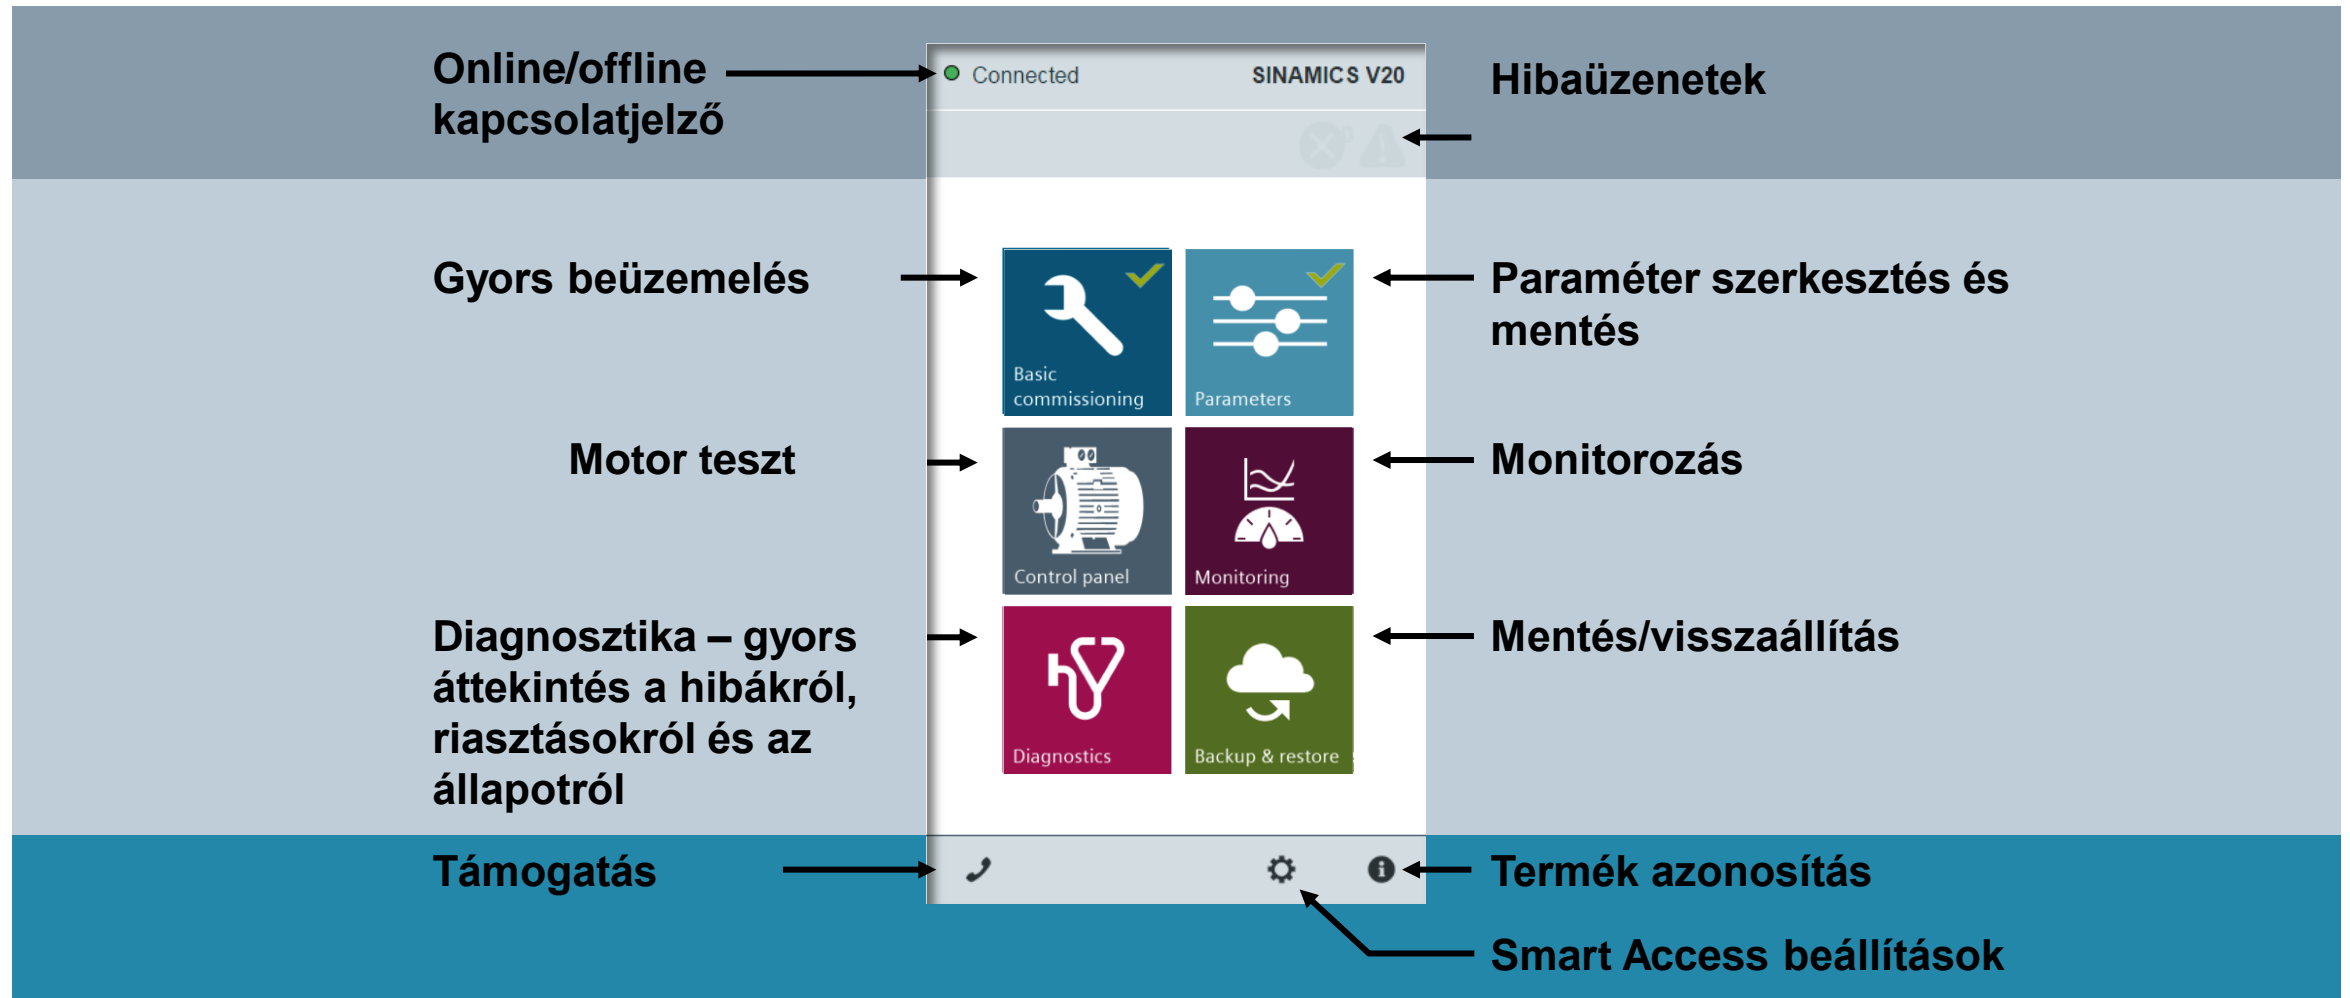 Online/offline
kapcsolatjelző
Connected
SINAMICS V20
Hibaüzenetek
Gyors beüzemelés
Basic
commissioning
Parameters
Paraméter szerkesztés és
mentés
Motor teszt
Control panel
Monitoring
Monitorozás
Diagnosztika – gyors
áttekintés a hibákról,
riasztásokról és az
állapotról
Diagnostics
Backup & restore
Mentés/visszaállítás
Támogatás
Termék azonosítás
Smart Access beállítások